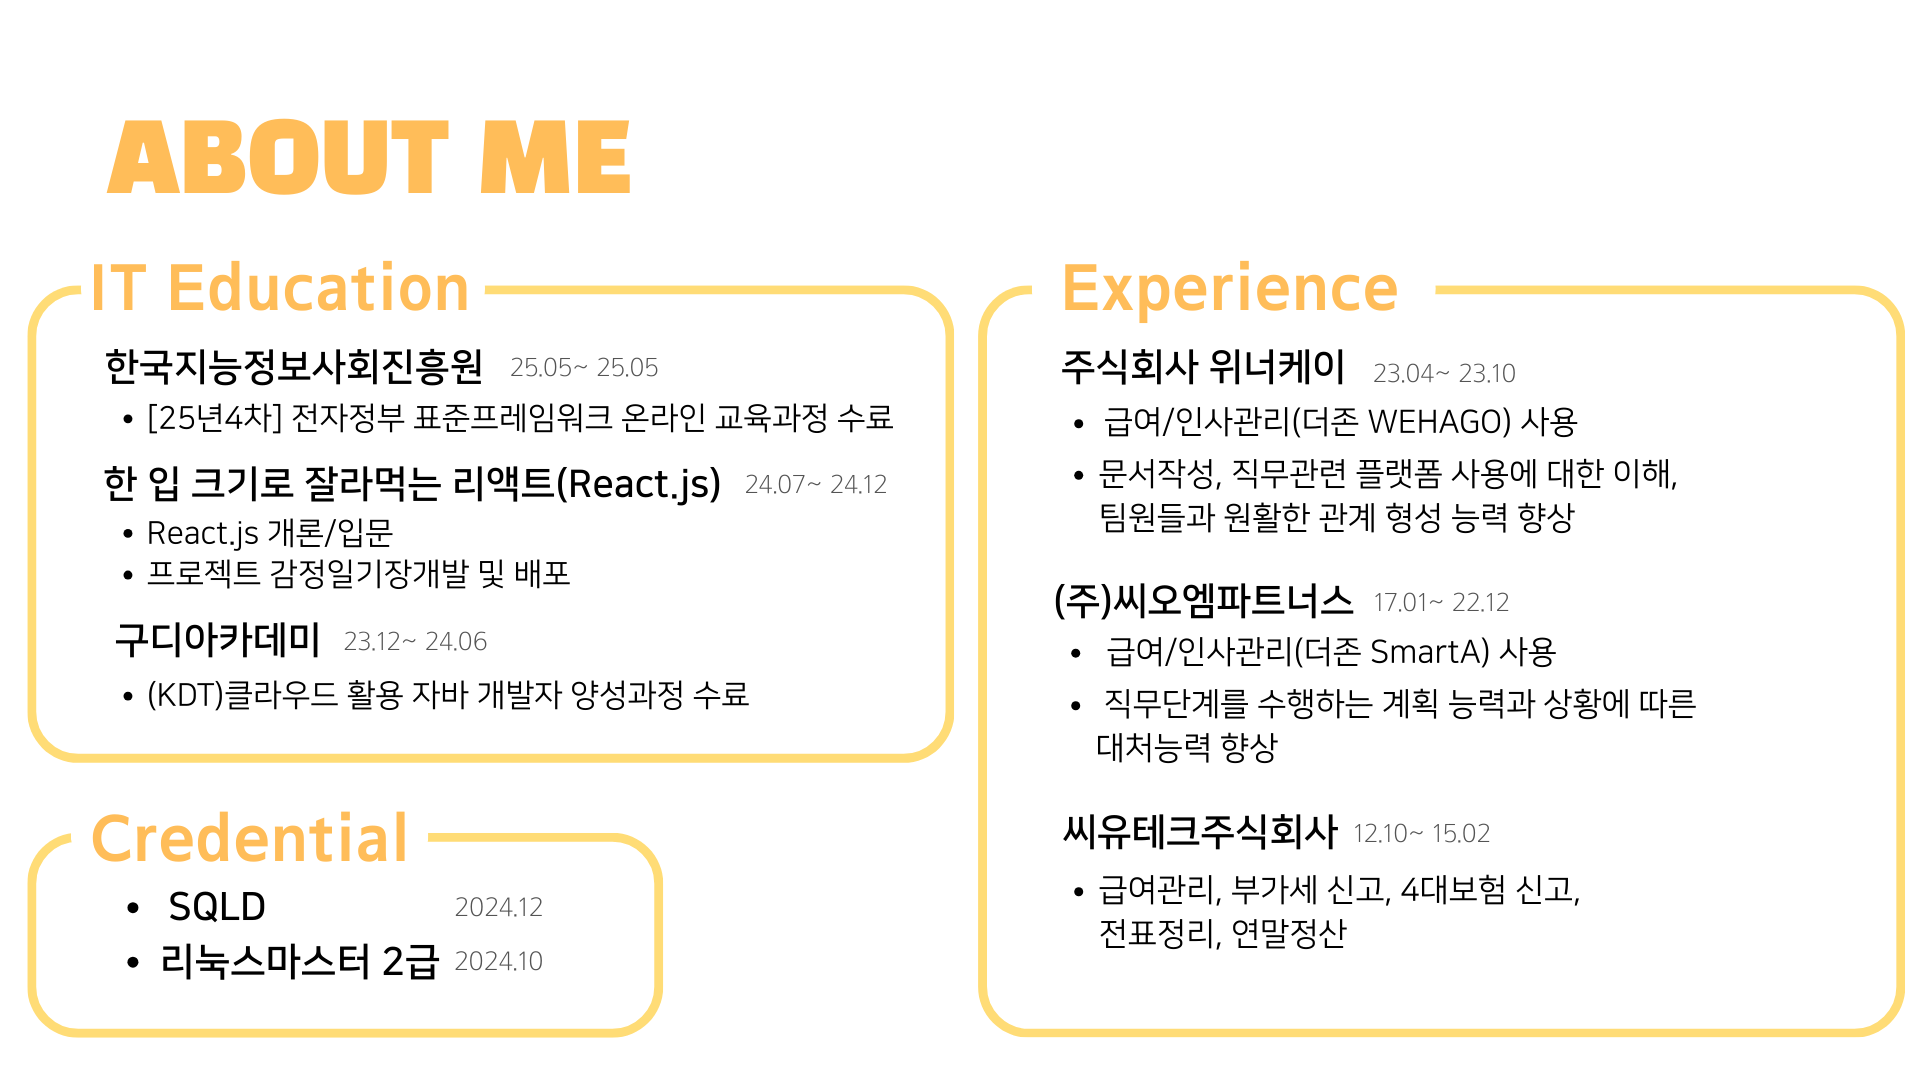 ABOUT ME
IT Education
한국지능정보사회진흥원 25.05~ 25.05
• [25년4차] 전자정부 표준프레임워크 온라인 교육과정 수료
한 입 크기로 잘라먹는 리액트(React.js) 24.07~ 24.12
• React.js 개론/입문
• 프로젝트 감정일기장개발 및 배포
구디아카데미 23.12~ 24.06
• (KDT)클라우드 활용 자바 개발자 양성과정 수료
Credential
• SQLD 2024.12
• 리눅스마스터 2급 2024.10
Experience
주식회사 위너케이 23.04~ 23.10
• 급여/인사관리(더존 WEHAGO) 사용
• 문서작성, 직무관련 플랫폼 사용에 대한 이해,
팀원들과 원활한 관계 형성 능력 향상
(주)씨오엠파트너스 17.01~ 22.12
• 급여/인사관리(더존 SmartA) 사용
• 직무단계를 수행하는 계획 능력과 상황에 따른
대처능력 향상
씨유테크주식회사 12.10~ 15.02
• 급여관리, 부가세 신고, 4대보험 신고,
전표정리, 연말정산